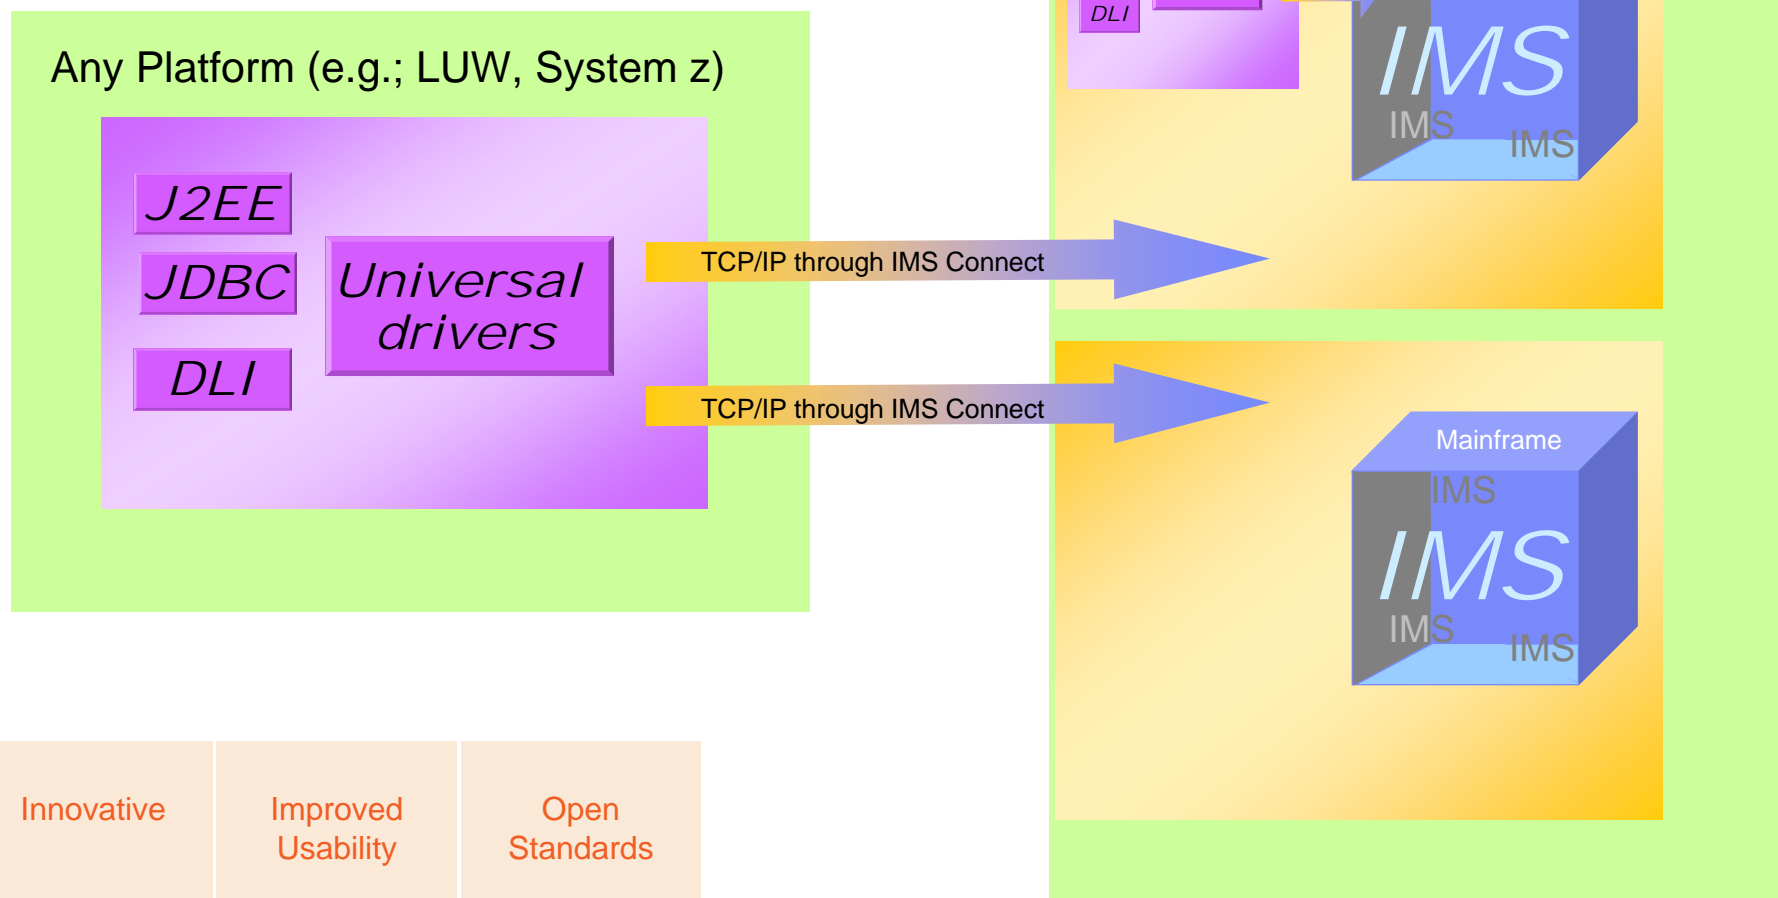 DLI
IMS
IMS
IMS
Any Platform (e.g.; LUW, System z)
J2EE
JDBC
DLI
Universal
drivers
TCP/IP through IMS Connect
TCP/IP through IMS Connect
Mainframe
IMS
IMS
IMS
IMS
Innovative
Improved
Usability
Open
Standards